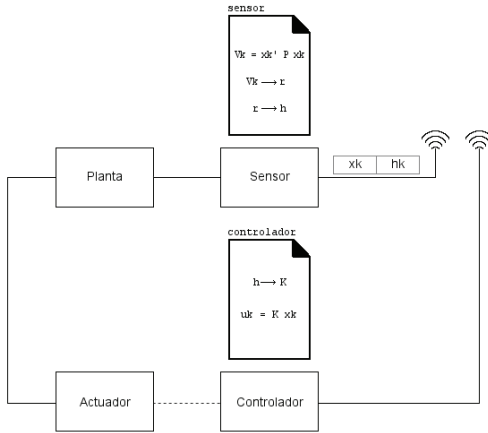 sensor
Vk = xk' P xk
Vk → r
r → h
Planta
Sensor
xk hk
controlador
h → K
uk = K xk
Actuador
Controlador